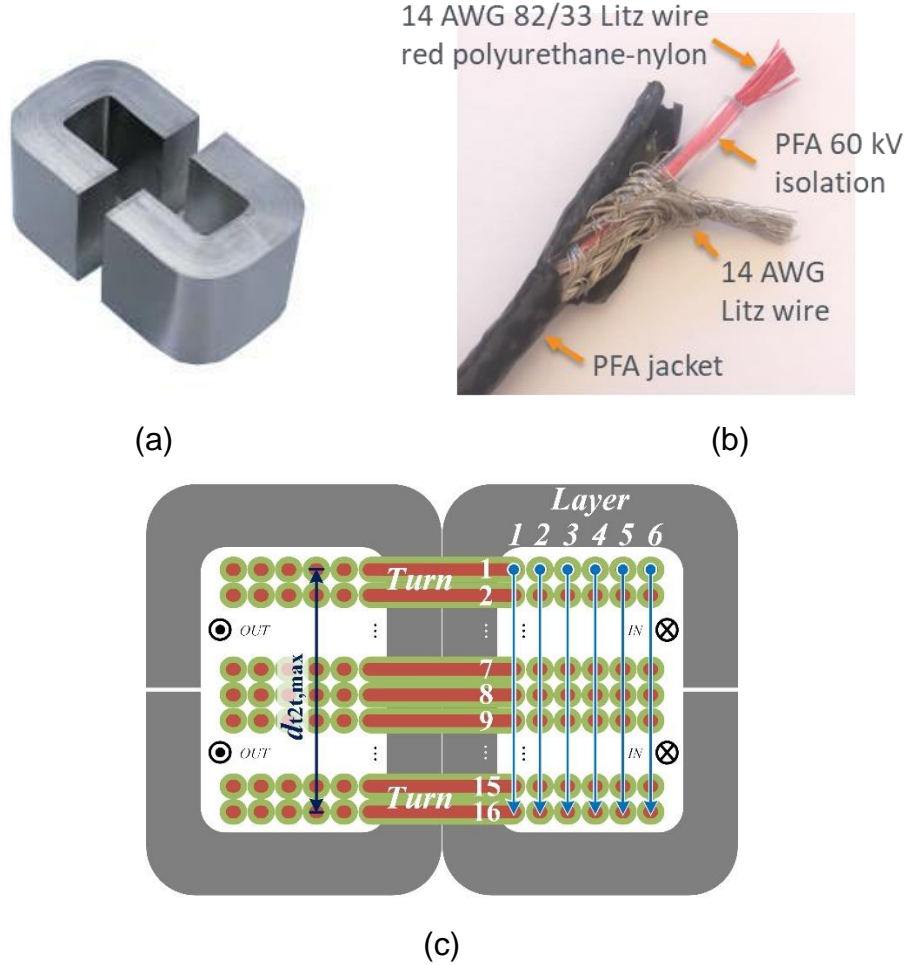 14 AWG 82/33 Litz wire
red polyurethane-nylon
PFA 60 kV
isolation
14 AWG
Litz wire
PFA jacket
(a)
(b)
Layer
1 2 3 4 5 6
Turn 1
2
OUT
IN
7
8
9
dt2t,max
OUT
IN
Turn 15
16
(c)